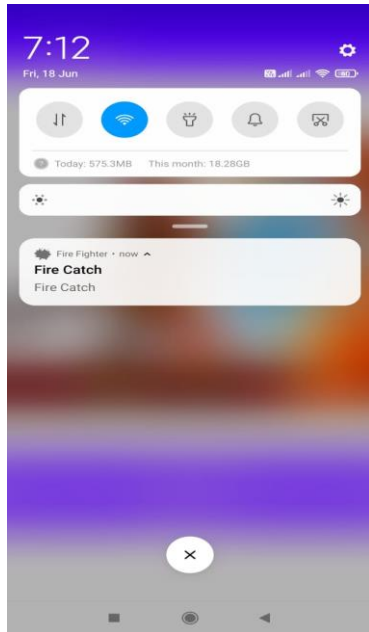 7:12
Fri, 18 Jun
Today: 575.3MB This month: 18.28GB
Fire Fighter • now
Fire Catch
Fire Catch